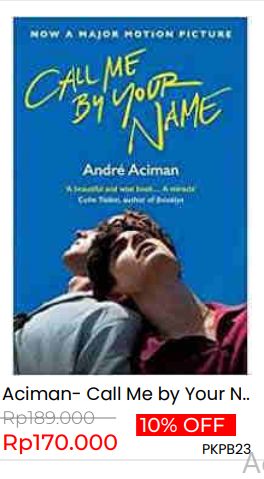 NOW A MAJOR MOTION PICTURE
CALL ME
BY YOUR
NAME
André Aciman
'A beautiful and wise book.... A miracle'
Colm Tóibín, author of Brooklyn
Aciman- Call Me by Your N..
Rp189.000
10% OFF
Rp170.000
PKPB23